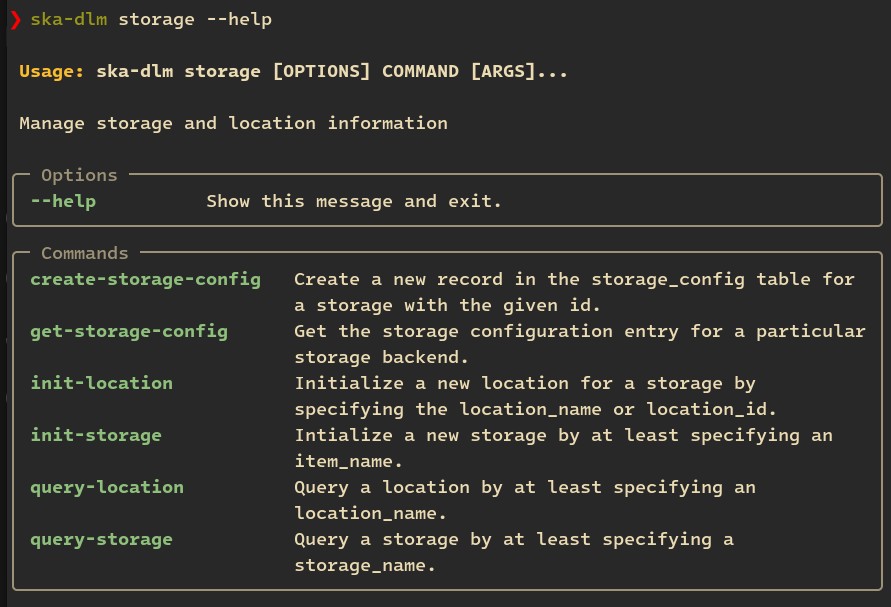 ❯ ska-dlm storage --help
Usage: ska-dlm storage [OPTIONS] COMMAND [ARGS]...
Manage storage and location information
Options
--help Show this message and exit.
Commands
create-storage-config Create a new record in the storage_config table for
a storage with the given id.
get-storage-config Get the storage configuration entry for a particular
storage backend.
init-location Initialize a new location for a storage by
specifying the location_name or location_id.
init-storage Intialize a new storage by at least specifying an
item_name.
query-location Query a location by at least specifying an
location_name.
query-storage Query a storage by at least specifying a
storage_name.